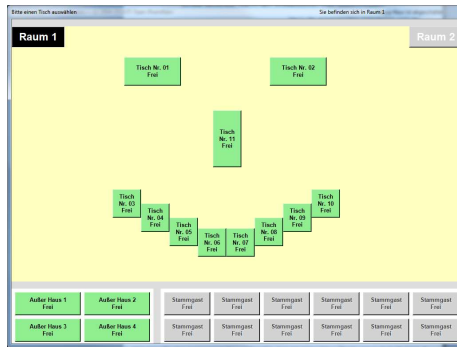 Bitte einen Tisch auswählen
Sie befinden sich in Raum 1
Raum 1
Raum 2
Tisch Nr. 01
Frei
Tisch Nr. 02
Frei
Tisch
Nr. 11
Frei
Tisch
Nr. 03
Frei
Tisch
Nr. 04
Frei
Tisch
Nr. 05
Frei
Tisch
Nr. 06
Frei
Tisch
Nr. 07
Frei
Tisch
Nr. 08
Frei
Tisch
Nr. 09
Frei
Tisch
Nr. 10
Frei
Außer Haus 1
Frei
Außer Haus 2
Frei
Stammgast
Frei
Stammgast
Frei
Stammgast
Frei
Stammgast
Frei
Stammgast
Frei
Stammgast
Frei
Außer Haus 3
Frei
Außer Haus 4
Frei
Stammgast
Frei
Stammgast
Frei
Stammgast
Frei
Stammgast
Frei
Stammgast
Frei
Stammgast
Frei